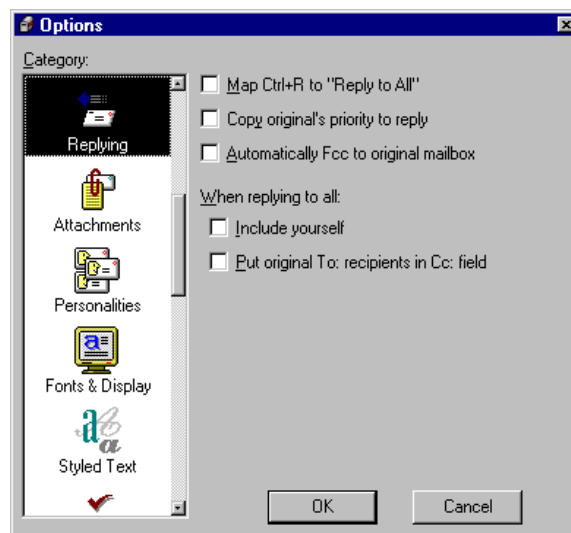 Options
Category:
Replying
Attachments
Personalities
Fonts & Display
Styled Text
Map Ctrl+R to "Reply to All"
Copy original's priority to reply
Automatically Fcc to original mailbox
When replying to all:
Include yourself
Put original To: recipients in Cc: field
OK
Cancel